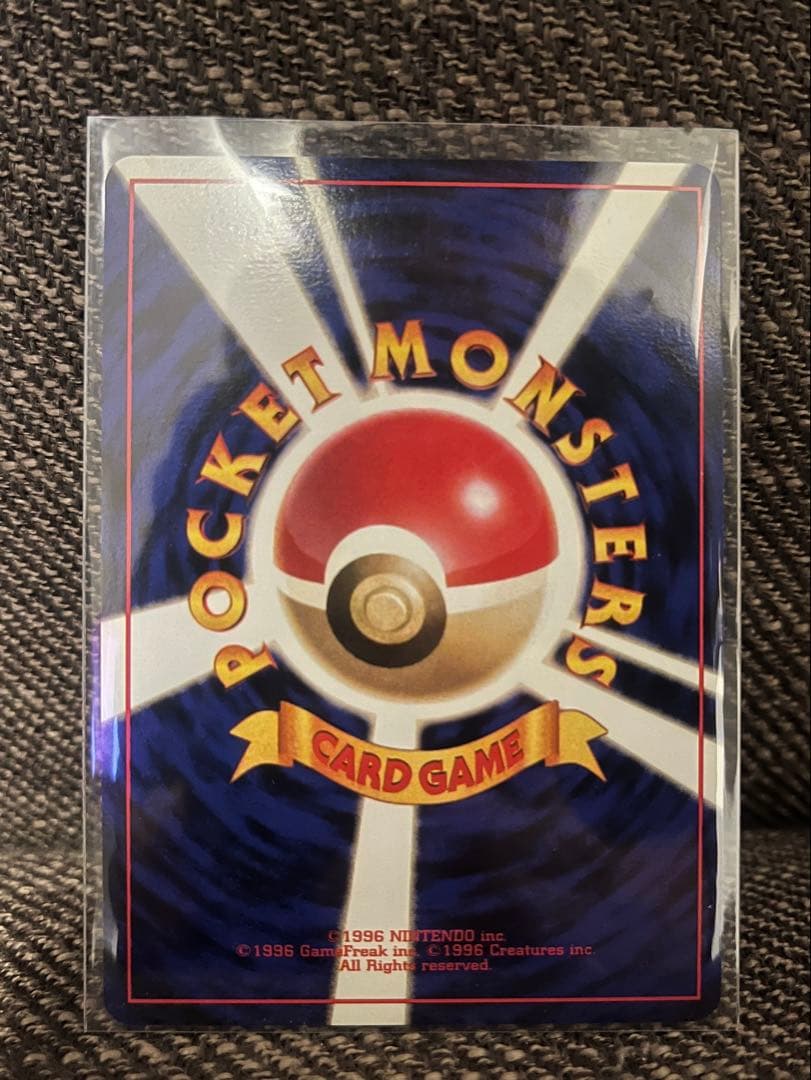 POCKET MONSTERS
CARD GAME
©1996 NINTENDO inc.
©1996 GameFreak inc. ©1996 Creatures inc.
All Rights reserved.